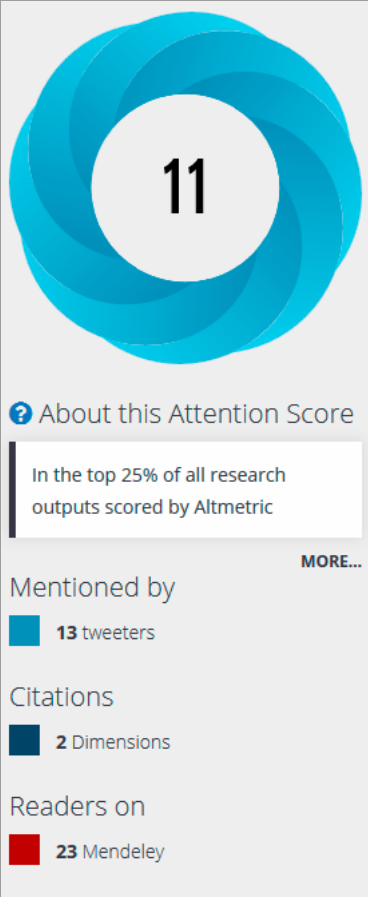 11
About this Attention Score
In the top 25% of all research
outputs scored by Altmetric
MORE...
Mentioned by
13 tweeters
Citations
2 Dimensions
Readers on
23 Mendeley